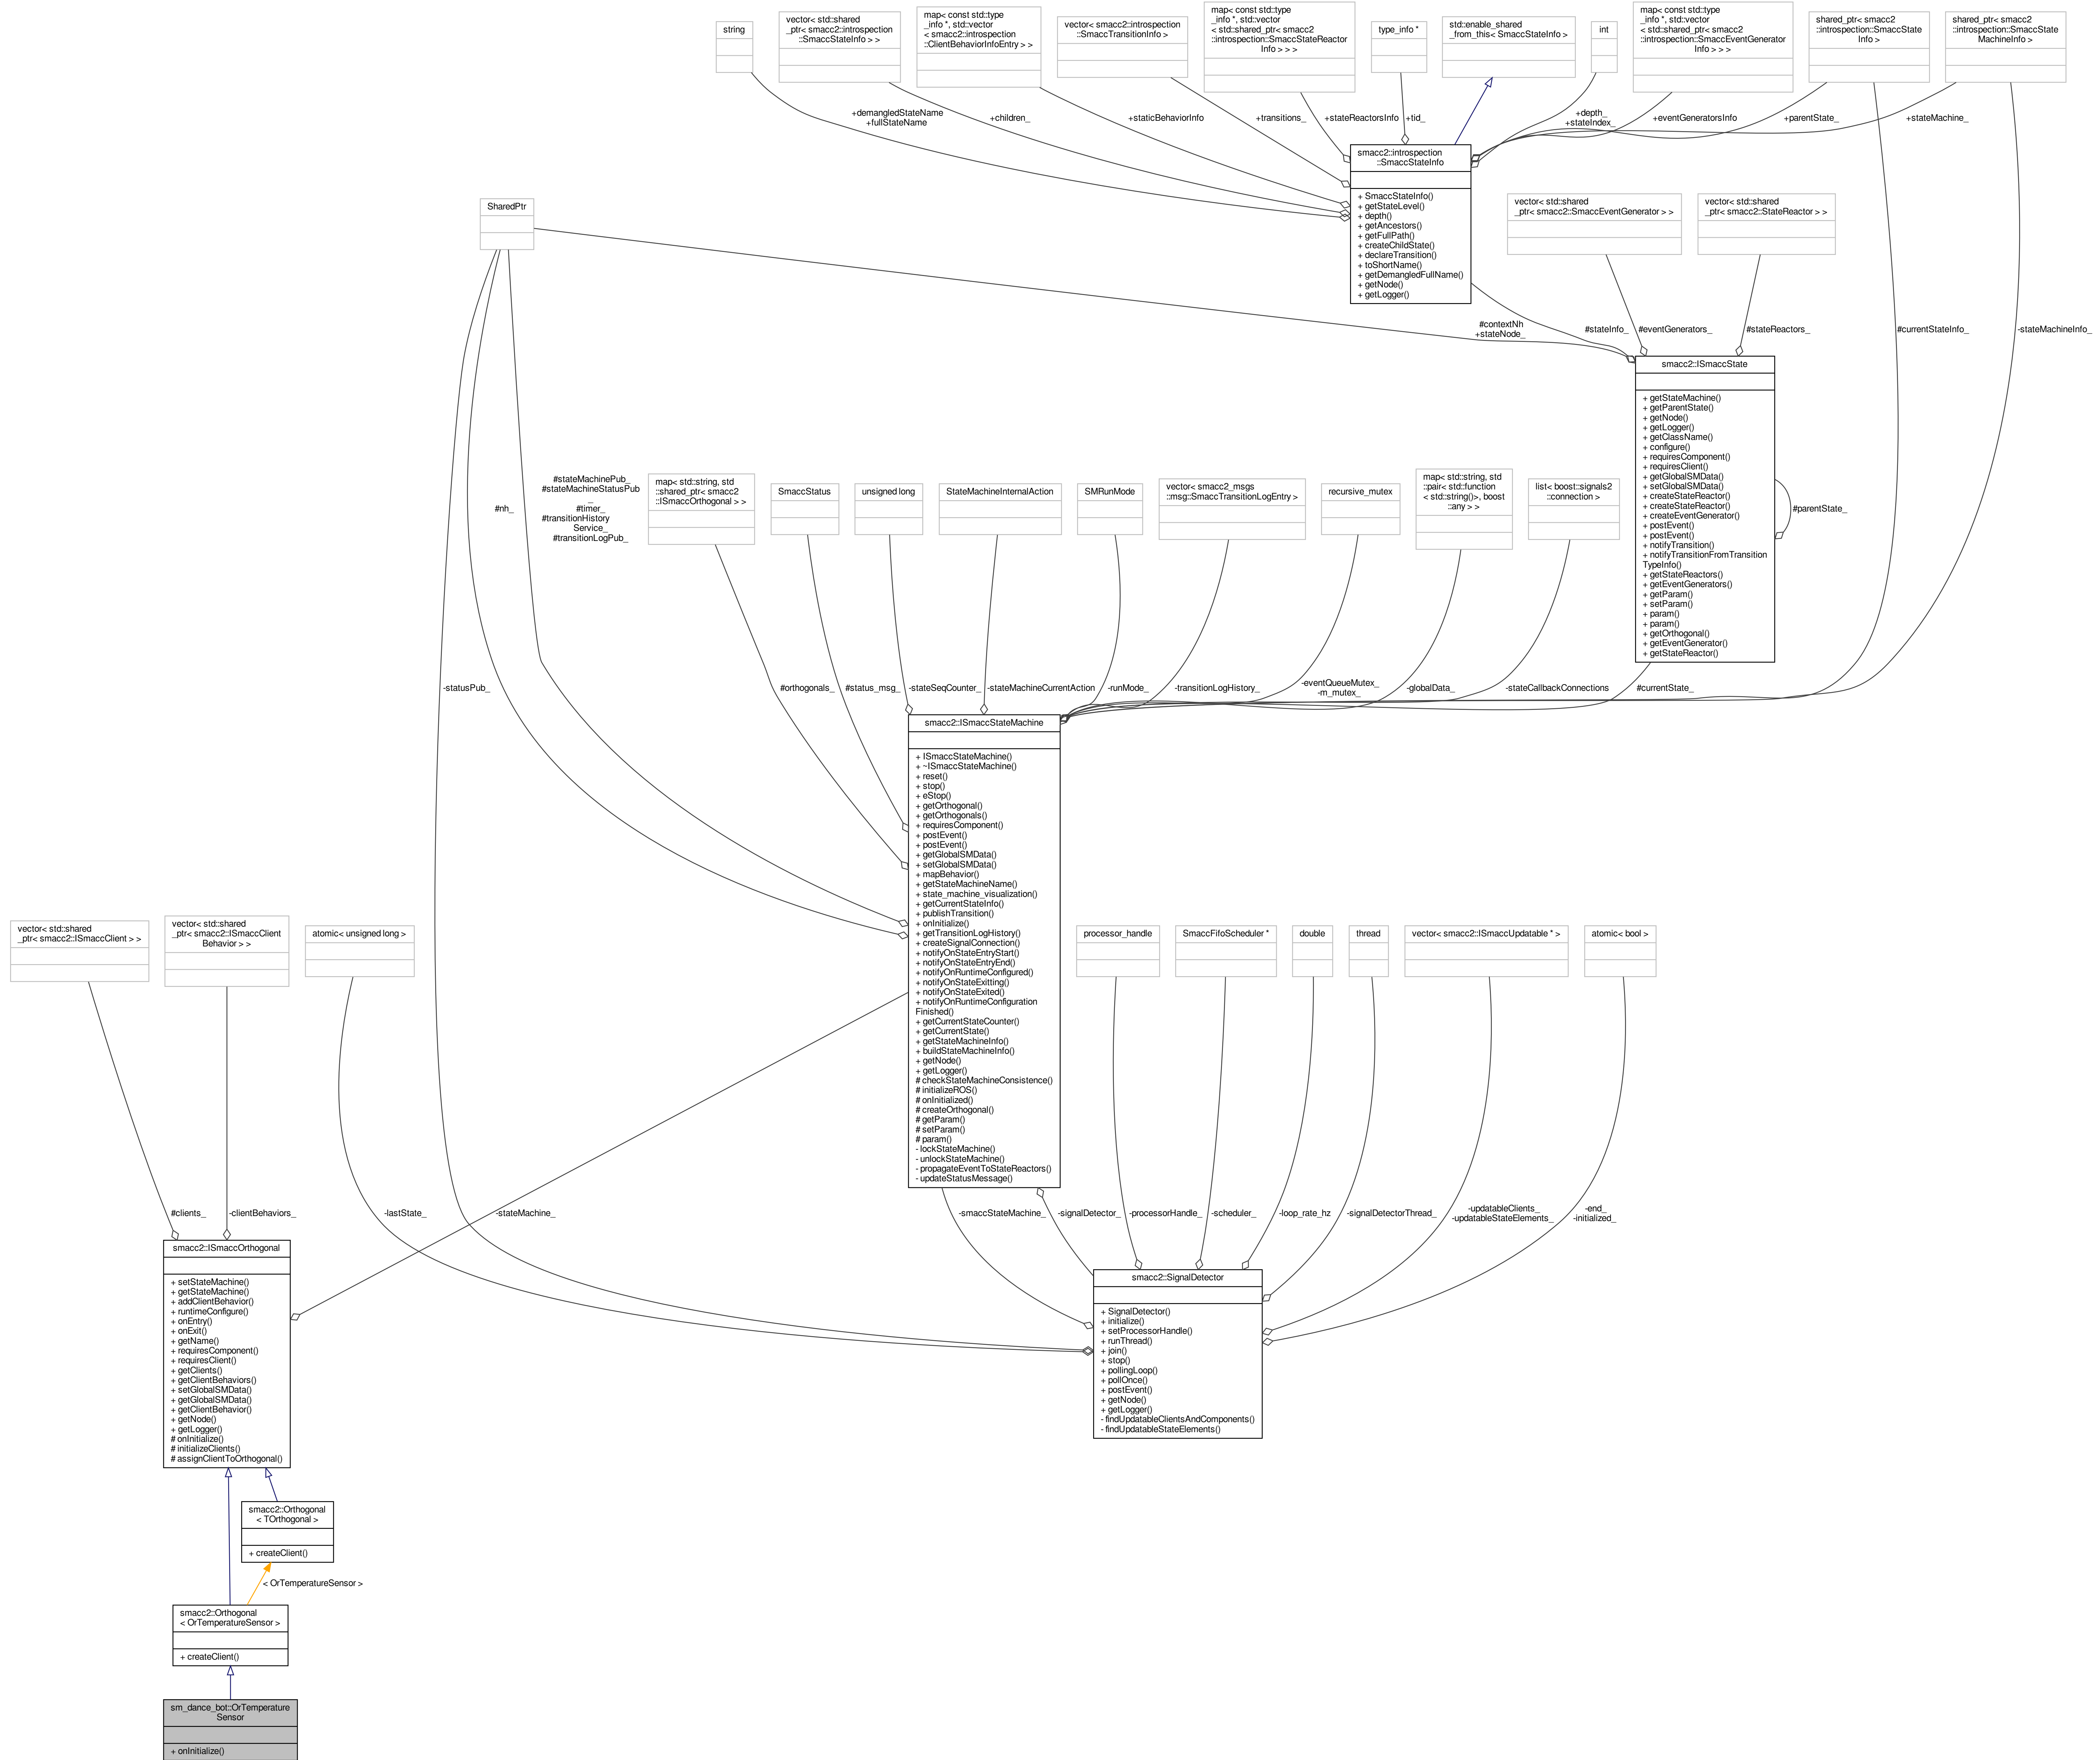 string
vector< std::shared
_ptr< smacc2::introspection
::SmaccStateInfo > >
map< const std::type
_info *, std::vector
< smacc2::introspection
::ClientBehaviorInfoEntry > >
vector< smacc2::introspection
::SmaccTransitionInfo >
map< const std::type
_info *, std::vector
< std::shared_ptr< smacc2
::introspection::SmaccStateReactor
Info > > >
type_info *
std::enable_shared
_from_this< SmaccStateInfo >
int
map< const std::type
_info *, std::vector
< std::shared_ptr< smacc2
::introspection::SmaccEventGenerator
Info > > >
shared_ptr< smacc2
::introspection::SmaccState
Info >
shared_ptr< smacc2
::introspection::SmaccState
MachineInfo >
+demangledStateName
+fullStateName
+children_
+staticBehaviorInfo
+transitions_
+stateReactorsInfo
+tid_
+depth_
+stateIndex_
+eventGeneratorsInfo
+parentState_
+stateMachine_
smacc2::introspection
::SmaccStateInfo
+ SmaccStateInfo()
+ getStateLevel()
+ depth()
+ getAncestors()
+ getFullPath()
+ createChildState()
+ declareTransition()
+ toShortName()
+ getDemangledFullName()
+ getNode()
+ getLogger()
SharedPtr
vector< std::shared
_ptr< smacc2::SmaccEventGenerator > >
vector< std::shared
_ptr< smacc2::StateReactor > >
#contextNh
+stateNode_
#stateInfo_
#eventGenerators_
#stateReactors_
#currentStateInfo_
-stateMachineInfo_
smacc2::ISmaccState
+ getStateMachine()
+ getParentState()
+ getNode()
+ getLogger()
+ getClassName()
+ configure()
+ requiresComponent()
+ requiresClient()
+ getGlobalSMData()
+ setGlobalSMData()
+ createStateReactor()
+ createStateReactor()
+ createEventGenerator()
+ postEvent()
+ postEvent()
+ notifyTransition()
+ notifyTransitionFromTransition
TypeInfo()
+ getStateReactors()
+ getEventGenerators()
+ getParam()
+ setParam()
+ param()
+ param()
+ getOrthogonal()
+ getEventGenerator()
+ getStateReactor()
#parentState_
#nh_
#stateMachinePub_
#stateMachineStatusPub
_
#timer_
#transitionHistory
Service_
#transitionLogPub_
map< std::string, std
::shared_ptr< smacc2
::ISmaccOrthogonal > >
SmaccStatus
unsigned long
StateMachineInternalAction
SMRunMode
vector< smacc2_msgs
::msg::SmaccTransitionLogEntry >
recursive_mutex
map< std::string, std
::pair< std::function
< std::string()>, boost
::any > >
list< boost::signals2
::connection >
-statusPub_
#orthogonals_
#status_msg_
-stateSeqCounter_
-stateMachineCurrentAction
-runMode_
-transitionLogHistory_
-eventQueueMutex_
-m_mutex_
-globalData_
-stateCallbackConnections
#currentState_
smacc2::ISmaccStateMachine
+ ISmaccStateMachine()
+ ~ISmaccStateMachine()
+ reset()
+ stop()
+ eStop()
+ getOrthogonal()
+ getOrthogonals()
+ requiresComponent()
+ postEvent()
+ postEvent()
+ getGlobalSMData()
+ setGlobalSMData()
+ mapBehavior()
+ getStateMachineName()
+ state_machine_visualization()
+ getCurrentStateInfo()
+ publishTransition()
+ onInitialize()
+ getTransitionLogHistory()
+ createSignalConnection()
+ notifyOnStateEntryStart()
+ notifyOnStateEntryEnd()
+ notifyOnRuntimeConfigured()
+ notifyOnStateExitting()
+ notifyOnStateExited()
+ notifyOnRuntimeConfiguration
Finished()
+ getCurrentStateCounter()
+ getCurrentState()
+ getStateMachineInfo()
+ buildStateMachineInfo()
+ getNode()
+ getLogger()
# checkStateMachineConsistence()
# initializeROS()
# onInitialized()
# createOrthogonal()
# getParam()
# setParam()
# param()
- lockStateMachine()
- unlockStateMachine()
- propagateEventToStateReactors()
- updateStatusMessage()
vector< std::shared
_ptr< smacc2::ISmaccClient > >
vector< std::shared
_ptr< smacc2::ISmaccClient
Behavior > >
atomic< unsigned long >
processor_handle
SmaccFifoScheduler *
double
thread
vector< smacc2::ISmaccUpdatable * >
atomic< bool >
#clients_
-clientBehaviors_
-lastState_
-stateMachine_
-smaccStateMachine_
-signalDetector_
-processorHandle_
-scheduler_
-loop_rate_hz
-signalDetectorThread_
-updatableClients_
-updatableStateElements_
-end_
-initialized_
smacc2::ISmaccOrthogonal
+ setStateMachine()
+ getStateMachine()
+ addClientBehavior()
+ runtimeConfigure()
+ onEntry()
+ onExit()
+ getName()
+ requiresComponent()
+ requiresClient()
+ getClients()
+ getClientBehaviors()
+ setGlobalSMData()
+ getGlobalSMData()
+ getClientBehavior()
+ getNode()
+ getLogger()
# onInitialize()
# initializeClients()
# assignClientToOrthogonal()
smacc2::SignalDetector
+ SignalDetector()
+ initialize()
+ setProcessorHandle()
+ runThread()
+ join()
+ stop()
+ pollingLoop()
+ pollOnce()
+ postEvent()
+ getNode()
+ getLogger()
- findUpdatableClientsAndComponents()
- findUpdatableStateElements()
smacc2::Orthogonal
< TOrthogonal >
+ createClient()
< OrTemperatureSensor >
smacc2::Orthogonal
< OrTemperatureSensor >
+ createClient()
sm_dance_bot::OrTemperature
Sensor
+ onInitialize()